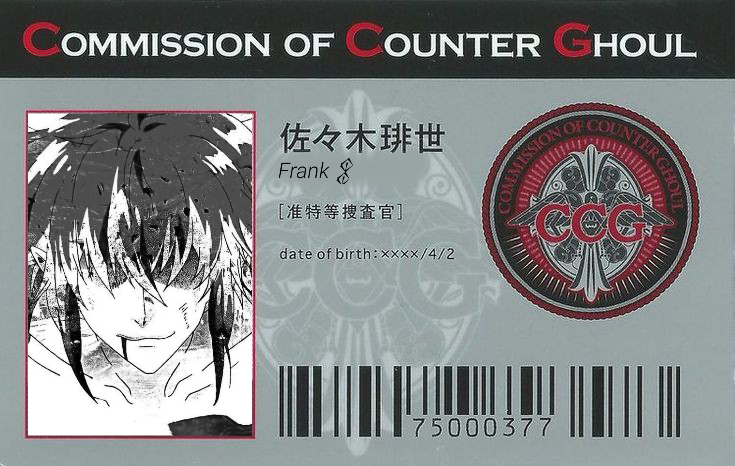 COMMISSION OF COUNTER GHOUL
佐々木琲世
Frank
[准特等捜査官]
date of birth:××××/4/2
COMMISSION OF COUNTER GHOUL
CCG
CCG
75000377